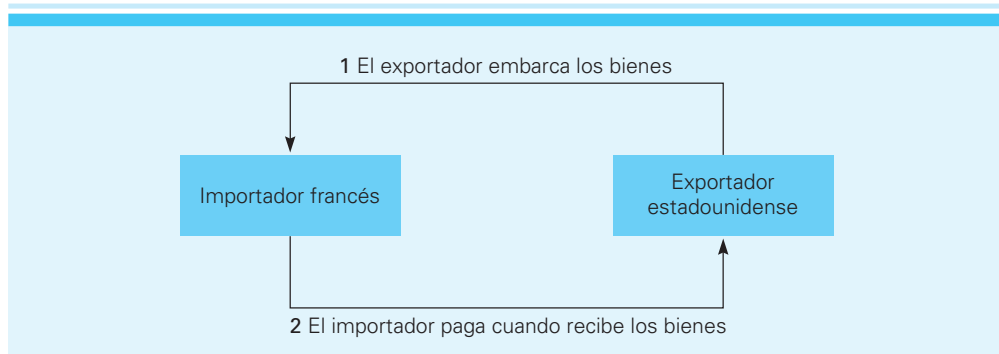 1 El exportador embarca los bienes
Importador francés
Exportador
estadounidense
2 El importador paga cuando recibe los bienes